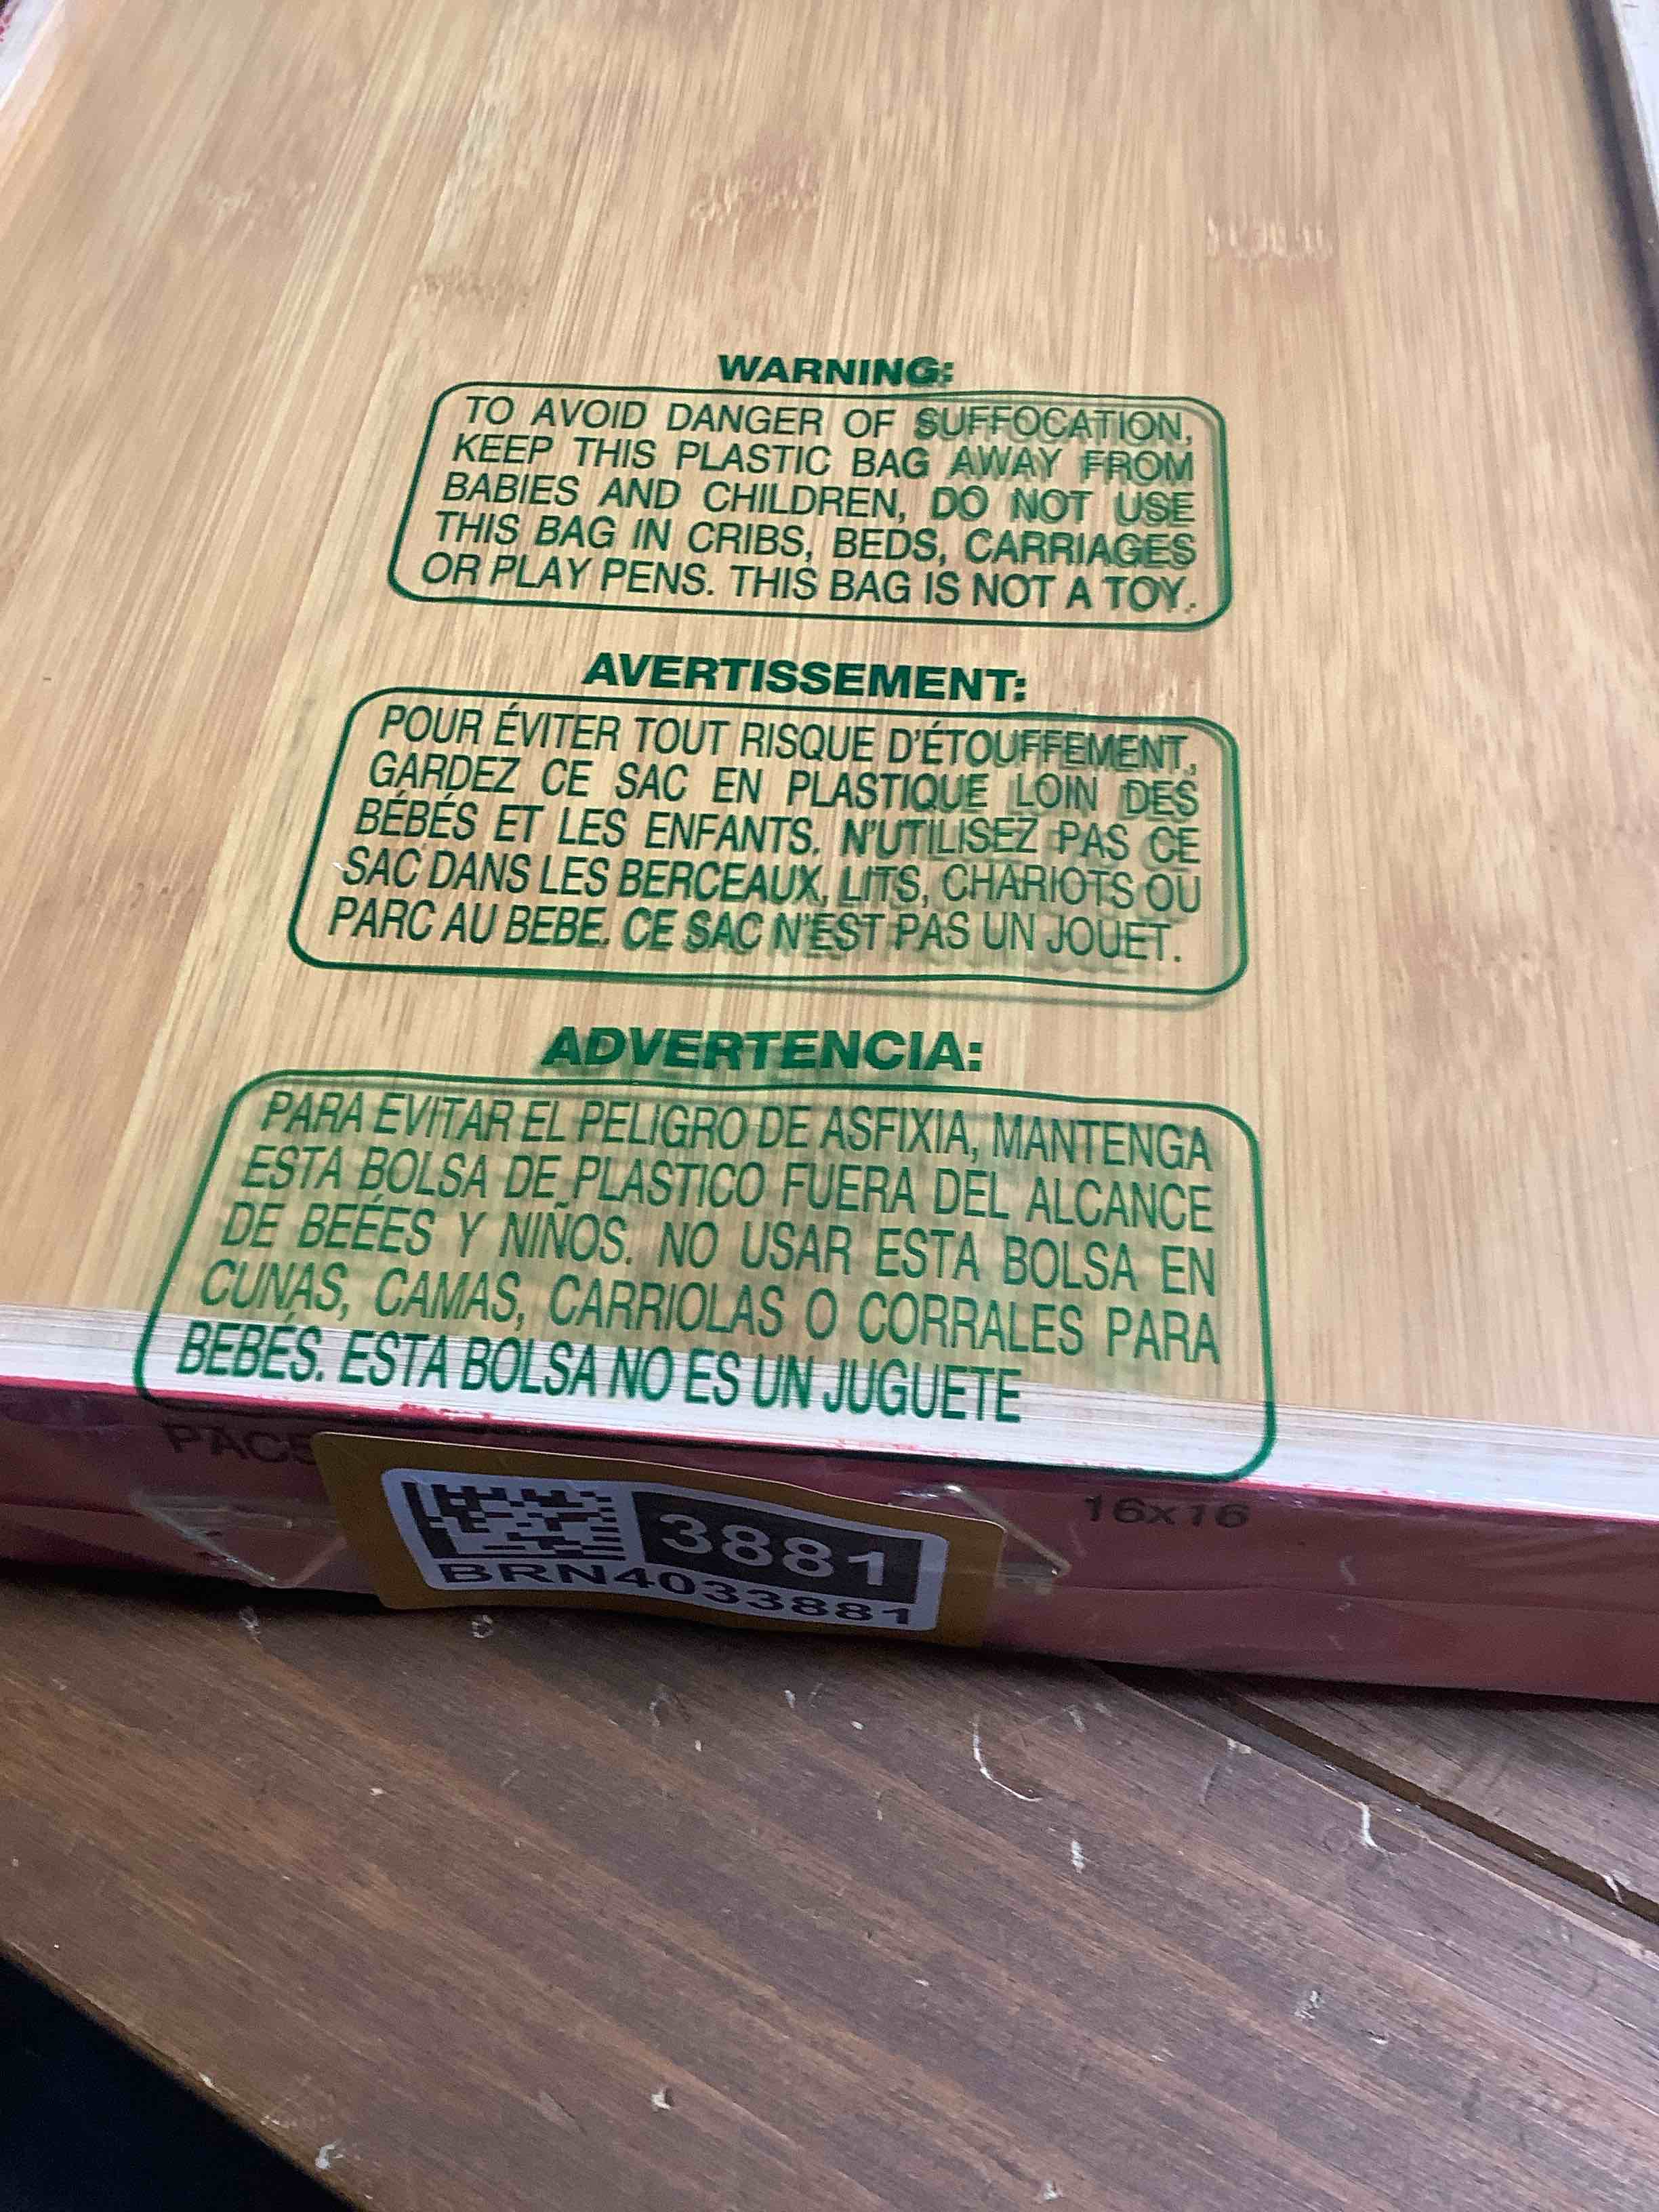 WARNING:
TO AVOID DANGER OF SUFFOCATION,
KEEP THIS PLASTIC BAG AWAY FROM
BABIES AND CHILDREN, DO NOT USE
THIS BAG IN CRIBS, BEDS, CARRIAGES
OR PLAY PENS. THIS BAG IS NOT A TOY.
AVERTISSEMENT:
POUR ÉVITER TOUT RISQUE D'ÉTOUFFEMENT,
GARDEZ CE SAC EN PLASTIQUE LOIN DES
BÉBÉS ET LES ENFANTS. N'UTILISEZ PAS CE
SAC DANS LES BERCEAUX, LITS, CHARIOTS OU
PARC AU BEBE. CE SAC N'EST PAS UN JOUET.
ADVERTENCIA:
PARA EVITAR EL PELIGRO DE ASFIXIA, MANTENGA
ESTA BOLSA DE PLASTICO FUERA DEL ALCANCE
DE BEÉES Y NIÑOS. NO USAR ESTA BOLSA EN
CUNAS, CAMAS, CARRIOLAS O CORRALES PARA
BEBÉS. ESTA BOLSA NO ES UN JUGUETE
16x16
3881
BRN4033881